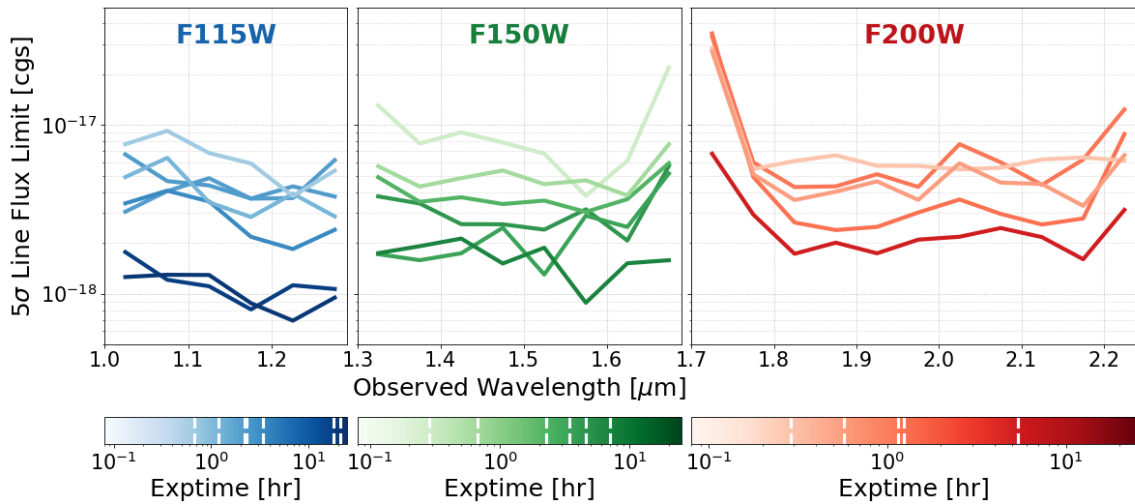 F115W F150W F200W
5σ Line Flux Limit [cgs]
10⁻¹⁷
10⁻¹⁸
1.0 1.1 1.2 1.3 1.4 1.5 1.6 1.7 1.8 1.9 2.0 2.1 2.2
Observed Wavelength [μm]
10⁻¹ 10⁰ 10¹ 10⁻¹ 10⁰ 10¹ 10⁻¹ 10⁰ 10¹
Exptime [hr] Exptime [hr] Exptime [hr]